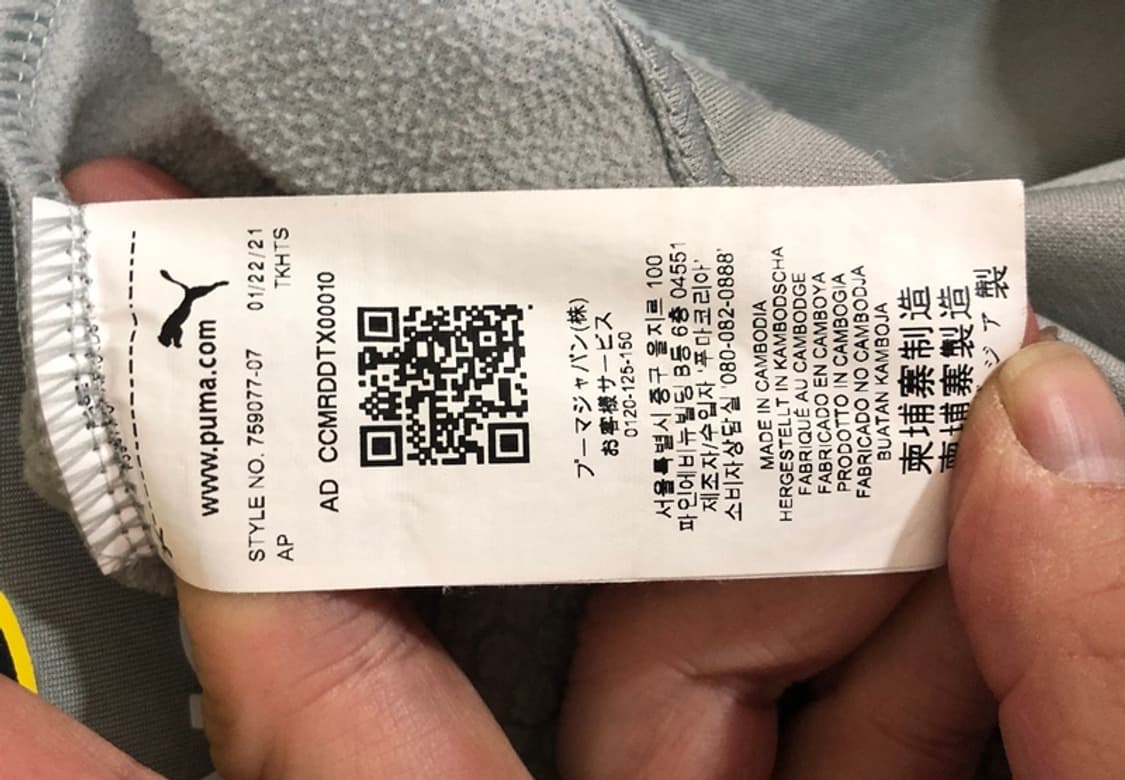 www.puma.com
STYLE NO. 759077-07 01/22/21
AP TKHTS
AD CCMRDDTX00010
プーマジャパン(株)
お客様サービス
0120-125-150
서울특별시 중구 을지로 100
파인에비뉴빌딩 B동 6층 04551
제조자/수입자 '푸마코리아'
소비자상담실 '080-082-0888'
MADE IN CAMBODIA
HERGESTELLT IN KAMBODSCHA
FABRIQUÉ AU CAMBODGE
FABRICADO EN CAMBOYA
PRODOTTO IN CAMBOGIA
FABRICADO NO CAMBODJA
BUATAN KAMBOJA
柬埔寨制造
柬埔寨製造
ジア製